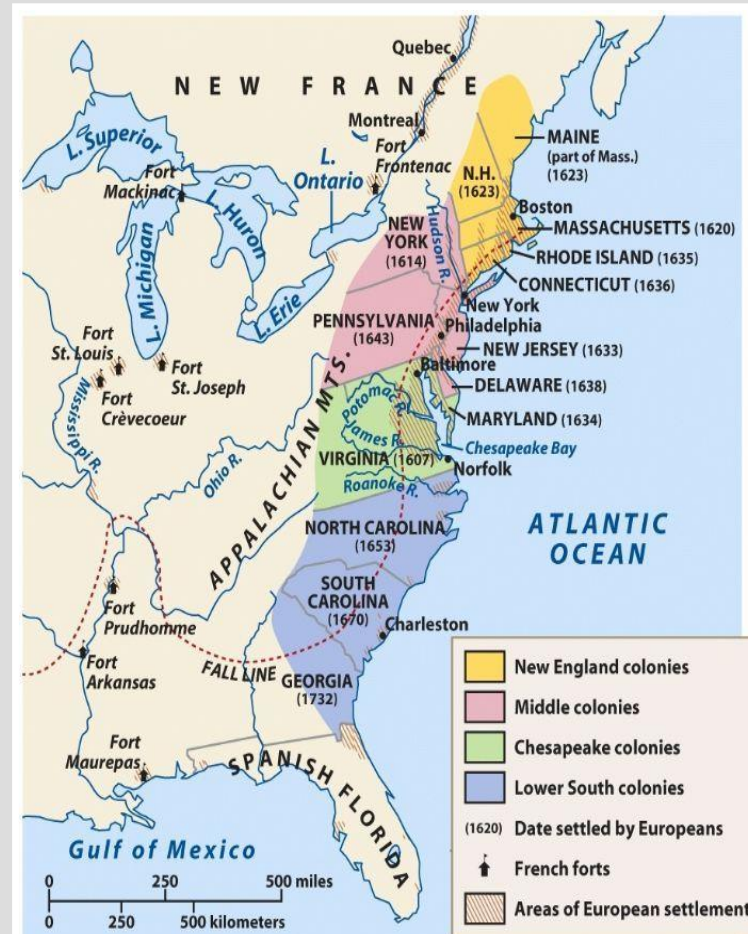 Quebec
NEW FRANCE
Montreal
L. Superior
Fort
Mackinac
Fort
Frontenac
L.
Ontario
L. Huron
L. Michigan
L. Erie
MAINE
(part of Mass.)
(1623)
N.H.
(1623)
Boston
MASSACHUSETTS (1620)
RHODE ISLAND (1635)
CONNECTICUT (1636)
NEW
YORK
(1614)
Hudson R.
New York
PENNSYLVANIA
(1643)
Philadelphia
NEW JERSEY (1633)
Baltimore
DELAWARE (1638)
MARYLAND (1634)
Fort
St. Louis
Fort
St. Joseph
Fort
Crèvecoeur
Mississippi R.
Ohio R.
APPALACHIAN MTS.
Potomac R.
James R.
Chesapeake Bay
VIRGINIA (1607)
Norfolk
Roanoke R.
NORTH CAROLINA
(1653)
ATLANTIC
OCEAN
SOUTH
CAROLINA
(1670)
Charleston
Fort
Prudhomme
Fort
Arkansas
FALL LINE
GEORGIA
(1732)
Fort
Maurepas
SPANISH FLORIDA
Gulf of Mexico
0 250 500 miles
0 250 500 kilometers
New England colonies
Middle colonies
Chesapeake colonies
Lower South colonies
(1620) Date settled by Europeans
French forts
Areas of European settlement